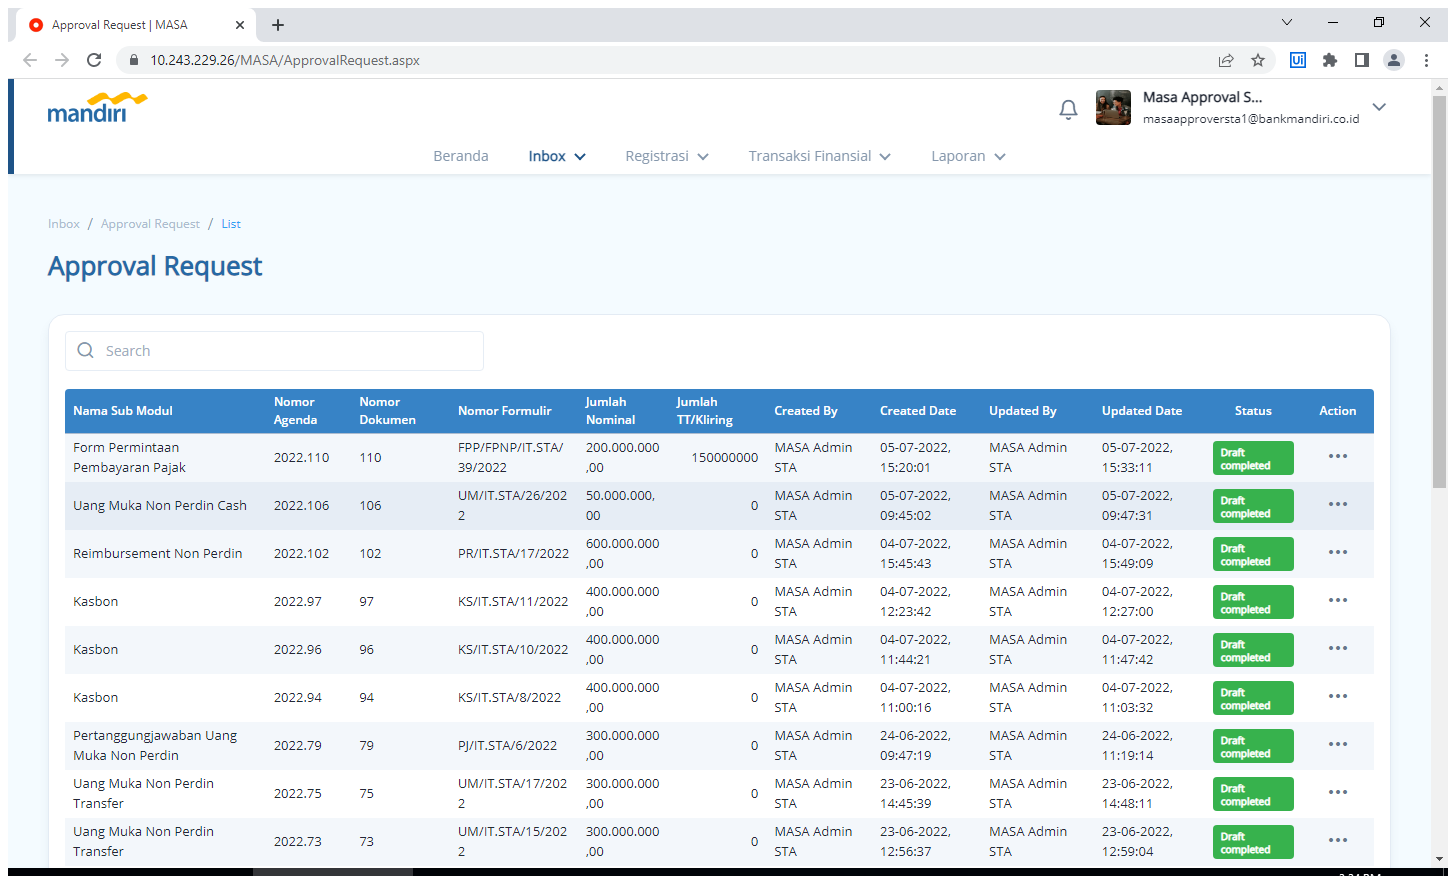 Approval Request | MASA
10.243.229.26/MASA/ApprovalRequest.aspx
Ui
mandiri
Masa Approval S...
masaapproversta1@bankmandiri.co.id
Beranda Inbox Registrasi Transaksi Finansial Laporan
Inbox / Approval Request / List
Approval Request
Search
Nama Sub Modul Nomor Agenda Nomor Dokumen Nomor Formulir Jumlah Nominal Jumlah TT/Kliring Created By Created Date Updated By Updated Date Status Action
Form Permintaan Pembayaran Pajak 2022.110 110 FPP/FPNP/IT.STA/39/2022 200.000.000,00 150000000 MASA Admin STA 05-07-2022, 15:20:01 MASA Admin STA 05-07-2022, 15:33:11 Draft completed
Uang Muka Non Perdin Cash 2022.106 106 UM/IT.STA/26/2022 50.000.000,00 0 MASA Admin STA 05-07-2022, 09:45:02 MASA Admin STA 05-07-2022, 09:47:31 Draft completed
Reimbursement Non Perdin 2022.102 102 PR/IT.STA/17/2022 600.000.000,00 0 MASA Admin STA 04-07-2022, 15:45:43 MASA Admin STA 04-07-2022, 15:49:09 Draft completed
Kasbon 2022.97 97 KS/IT.STA/11/2022 400.000.000,00 0 MASA Admin STA 04-07-2022, 12:23:42 MASA Admin STA 04-07-2022, 12:27:00 Draft completed
Kasbon 2022.96 96 KS/IT.STA/10/2022 400.000.000,00 0 MASA Admin STA 04-07-2022, 11:44:21 MASA Admin STA 04-07-2022, 11:47:42 Draft completed
Kasbon 2022.94 94 KS/IT.STA/8/2022 400.000.000,00 0 MASA Admin STA 04-07-2022, 11:00:16 MASA Admin STA 04-07-2022, 11:03:32 Draft completed
Pertanggungjawaban Uang Muka Non Perdin 2022.79 79 PJ/IT.STA/6/2022 300.000.000,00 0 MASA Admin STA 24-06-2022, 09:47:19 MASA Admin STA 24-06-2022, 11:19:14 Draft completed
Uang Muka Non Perdin Transfer 2022.75 75 UM/IT.STA/17/2022 300.000.000,00 0 MASA Admin STA 23-06-2022, 14:45:39 MASA Admin STA 23-06-2022, 14:48:11 Draft completed
Uang Muka Non Perdin Transfer 2022.73 73 UM/IT.STA/15/2022 300.000.000,00 0 MASA Admin STA 23-06-2022, 12:56:37 MASA Admin STA 23-06-2022, 12:59:04 Draft completed